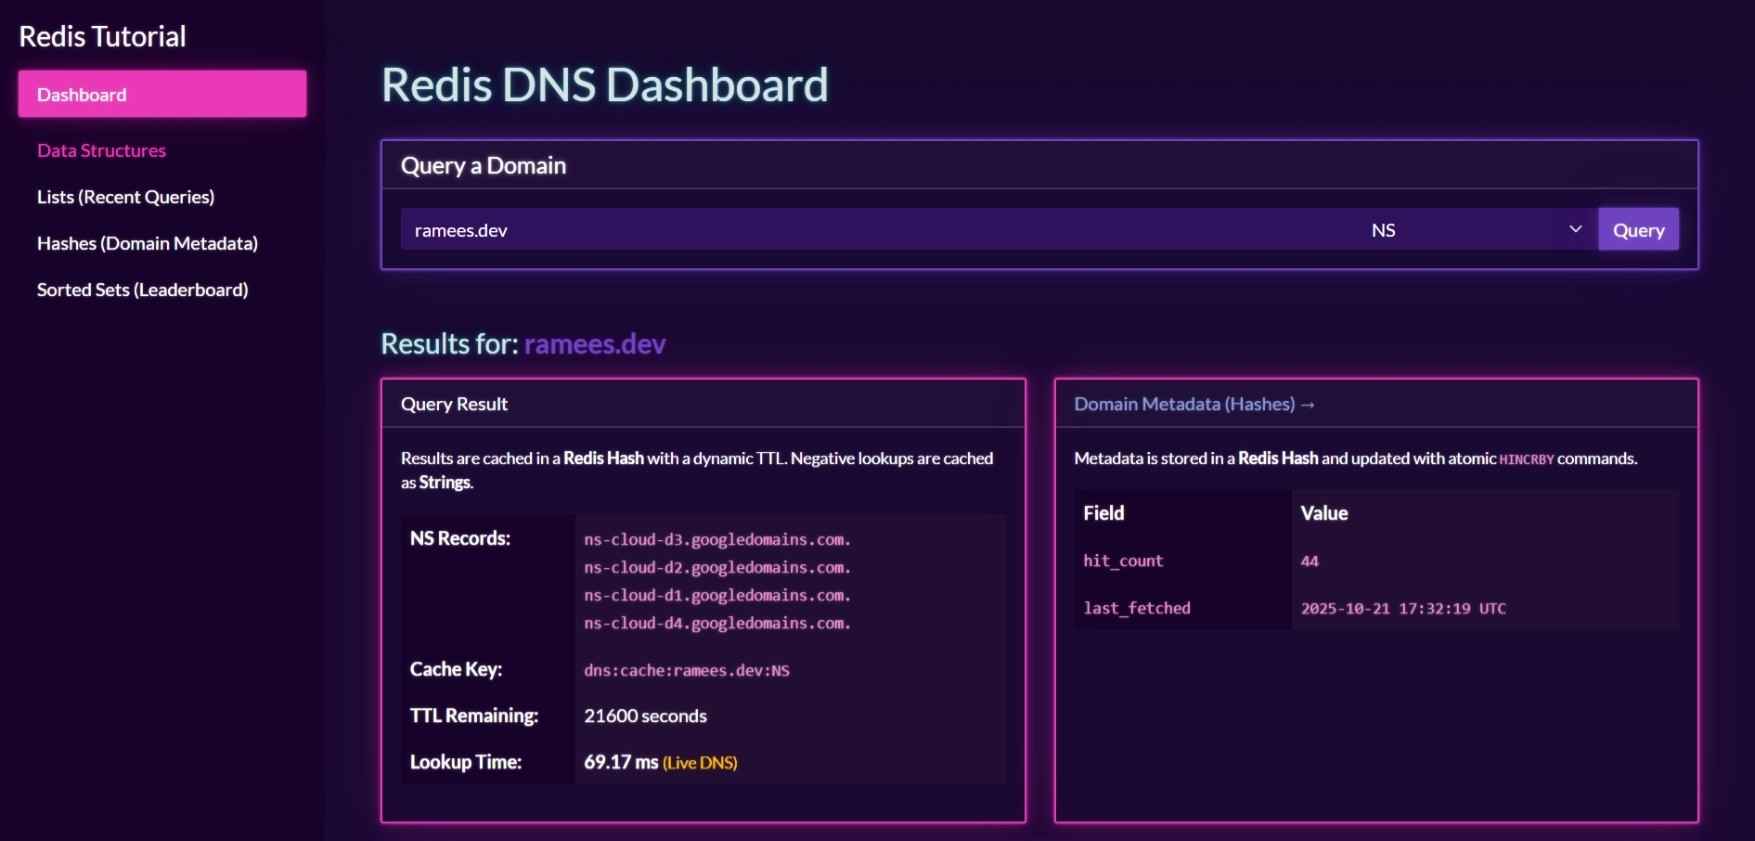 Redis Tutorial
Dashboard
Data Structures
Lists (Recent Queries)
Hashes (Domain Metadata)
Sorted Sets (Leaderboard)
Redis DNS Dashboard
Query a Domain
ramees.dev NS Query
Results for: ramees.dev
Query Result
Results are cached in a Redis Hash with a dynamic TTL. Negative lookups are cached
as Strings.
NS Records: ns-cloud-d3.googledomains.com.
ns-cloud-d2.googledomains.com.
ns-cloud-d1.googledomains.com.
ns-cloud-d4.googledomains.com.
Cache Key: dns:cache:ramees.dev:NS
TTL Remaining: 21600 seconds
Lookup Time: 69.17 ms (Live DNS)
Domain Metadata (Hashes) →
Metadata is stored in a Redis Hash and updated with atomic HINCRBY commands.
Field Value
hit_count 44
last_fetched 2025-10-21 17:32:19 UTC